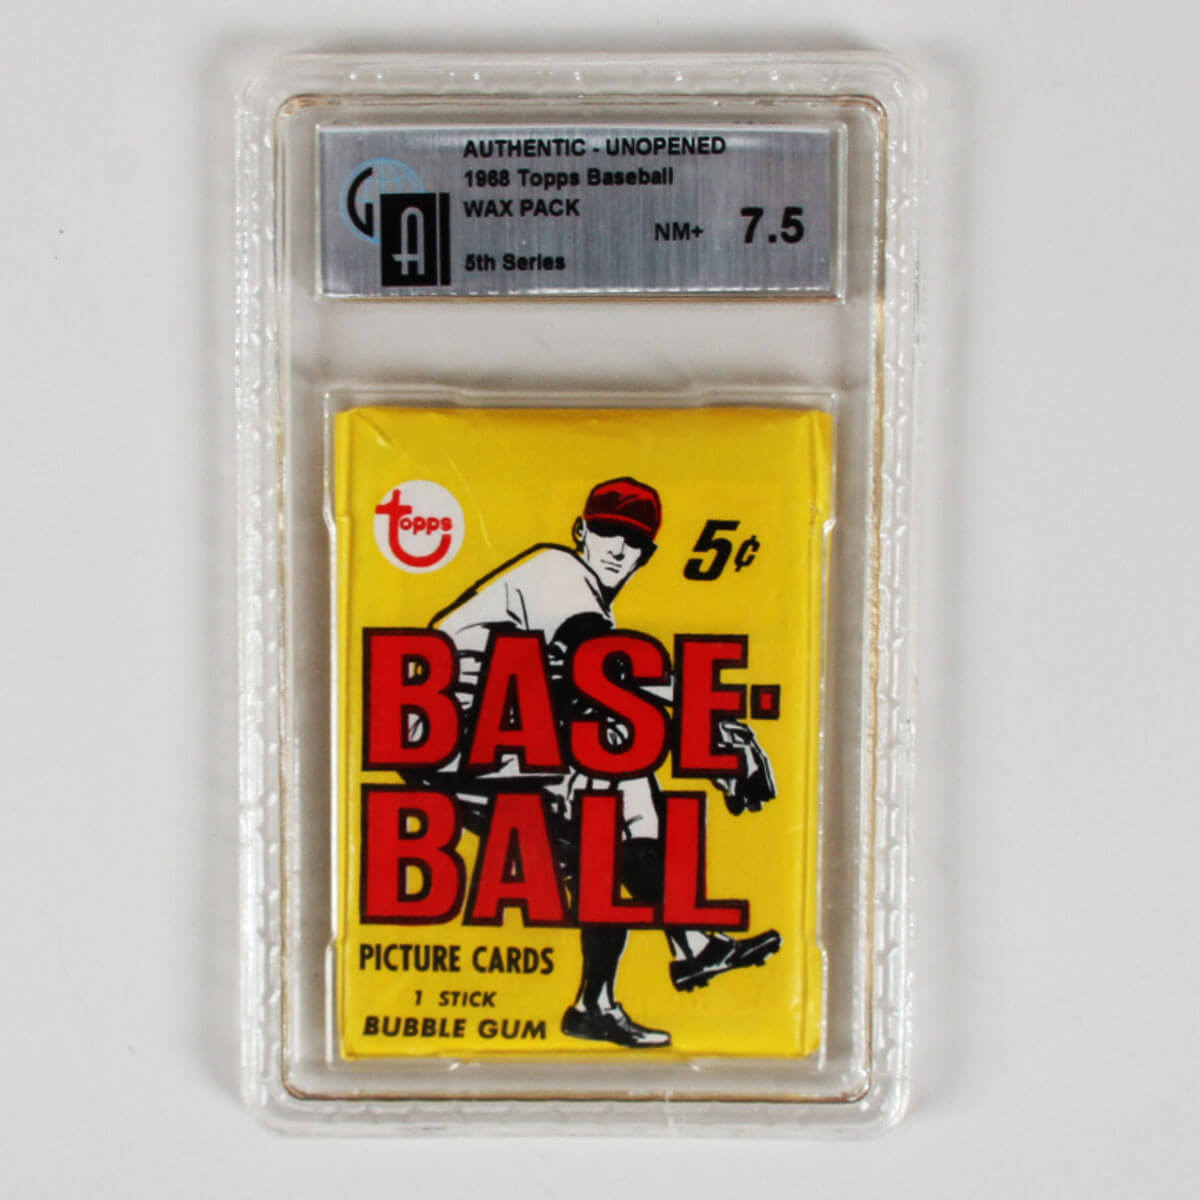 AUTHENTIC - UNOPENED
1968 Topps Baseball
WAX PACK
NM+ 7.5
5th Series
GA
topps
5¢
BASE-
BALL
PICTURE CARDS
1 STICK
BUBBLE GUM